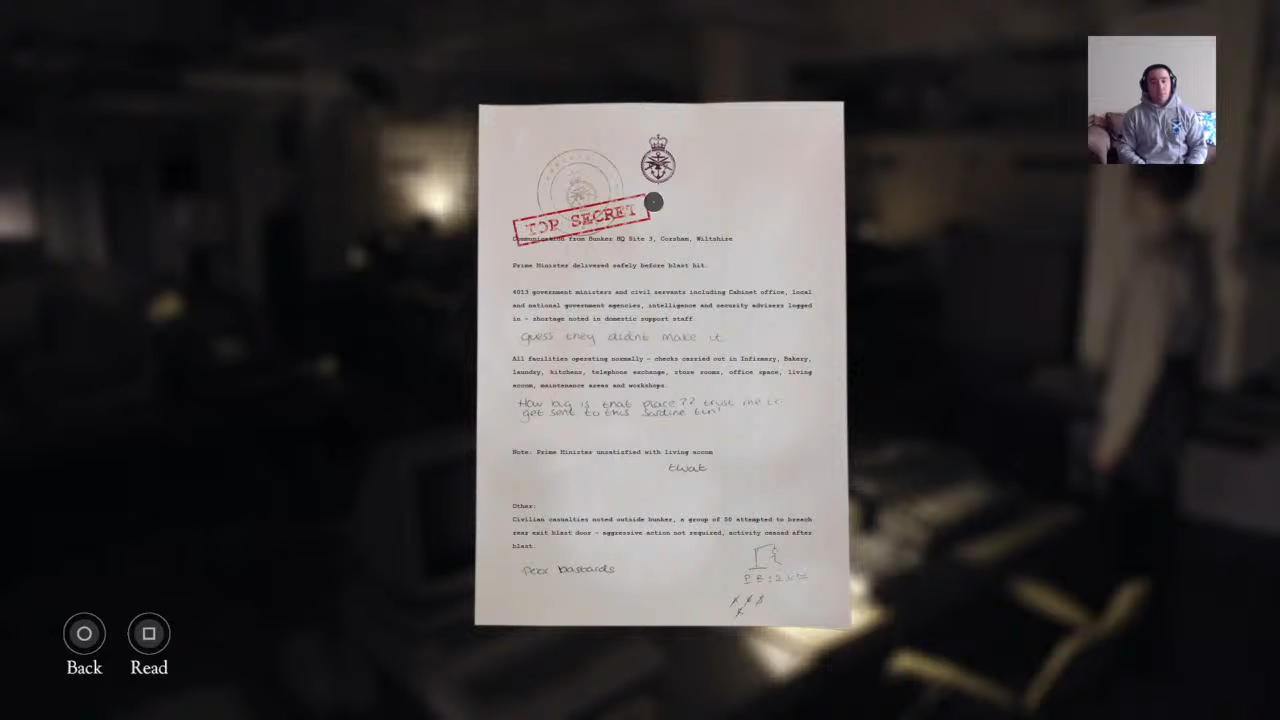 TOP SECRET
Communication from Bunker HQ Site 3, Corsham, Wiltshire
Prime Minister delivered safely before blast hit.
4013 government ministers and civil servants including Cabinet office, local
and national government agencies, intelligence and security advisers logged
in - shortage noted in domestic support staff
guess they didnt make it
All facilities operating normally - checks carried out in Infirmary, Bakery,
laundry, kitchens, telephone exchange, store rooms, office space, living
accom, maintenance areas and workshops.
How big is that place?? trust me to
get sent to this sardine tin!
Note: Prime Minister unsatisfied with living accom
twat
Other:
Civilian casualties noted outside bunker, a group of 50 attempted to breach
rear exit blast door - aggressive action not required, activity ceased after
blast.
Poor bastards
Back
Read